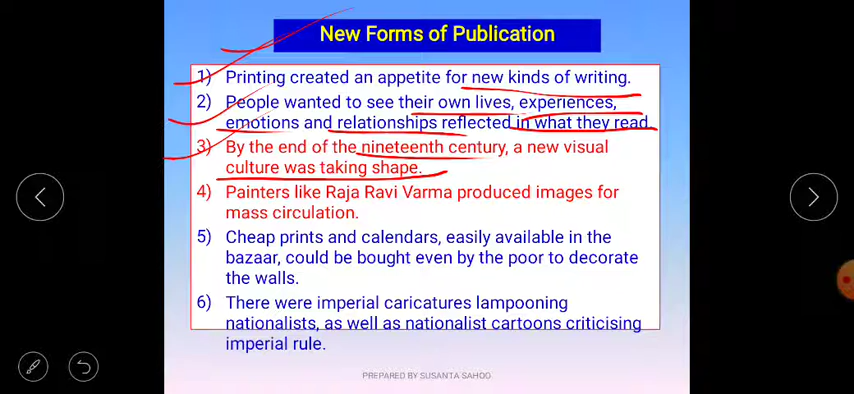 New Forms of Publication
1) Printing created an appetite for new kinds of writing.
2) People wanted to see their own lives, experiences,
emotions and relationships reflected in what they read.
3) By the end of the nineteenth century, a new visual
culture was taking shape.
4) Painters like Raja Ravi Varma produced images for
mass circulation.
5) Cheap prints and calendars, easily available in the
bazaar, could be bought even by the poor to decorate
the walls.
6) There were imperial caricatures lampooning
nationalists, as well as nationalist cartoons criticising
imperial rule.
PREPARED BY SUSANTA SAHOO